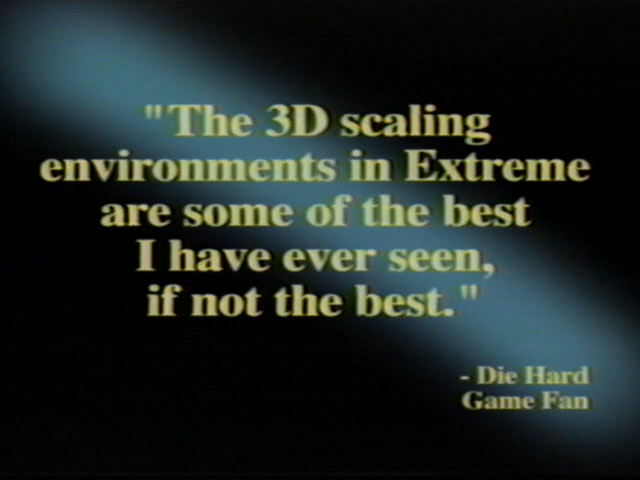 "The 3D scaling
environments in Extreme
are some of the best
I have ever seen,
if not the best."
- Die Hard
Game Fan